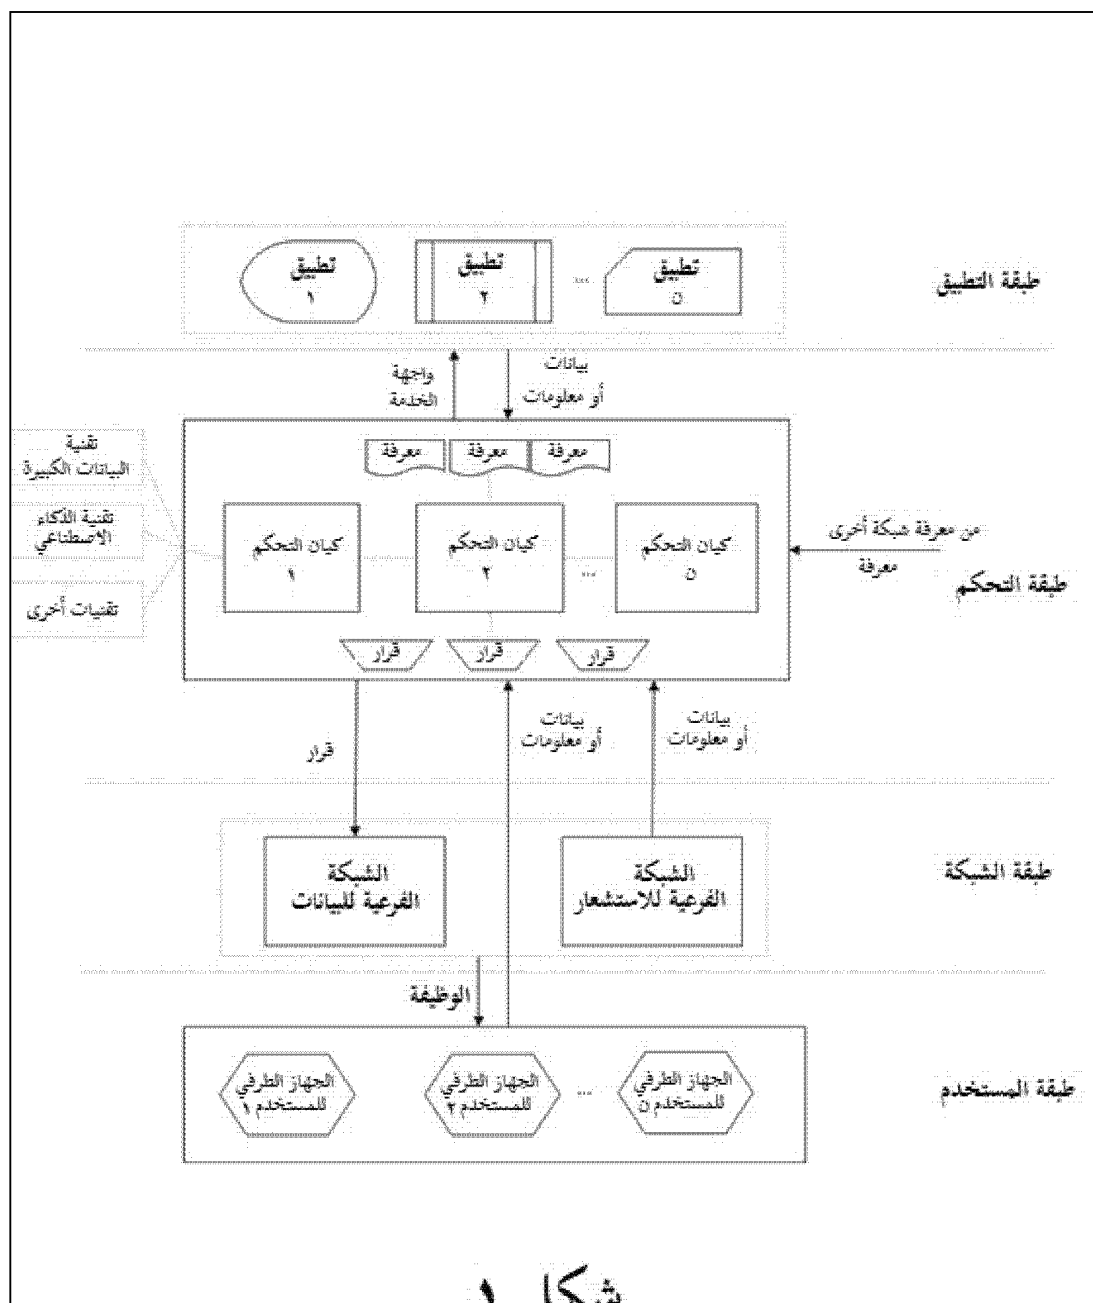 طبقة التطبيق
تطبيق
١
تطبيق
٢
...
تطبيق
ن
واجهة
الخدمة
بيانات
أو معلومات
معرفة
معرفة
معرفة
تقنية
البيانات الكبيرة
تقنية الذكاء
الاصطناعي
تقنيات أخرى
كيان التحكم
١
كيان التحكم
٢
...
كيان التحكم
ن
من معرفة شبكة أخرى
معرفة
طبقة التحكم
قرار
قرار
قرار
قرار
بيانات
أو معلومات
بيانات
أو معلومات
طبقة الشبكة
الشبكة
الفرعية للبيانات
الشبكة
الفرعية للاستشعار
الوظيفة
طبقة المستخدم
الجهاز الطرفي
للمستخدم ١
الجهاز الطرفي
للمستخدم ٢
...
الجهاز الطرفي
للمستخدم ن
شكل ١